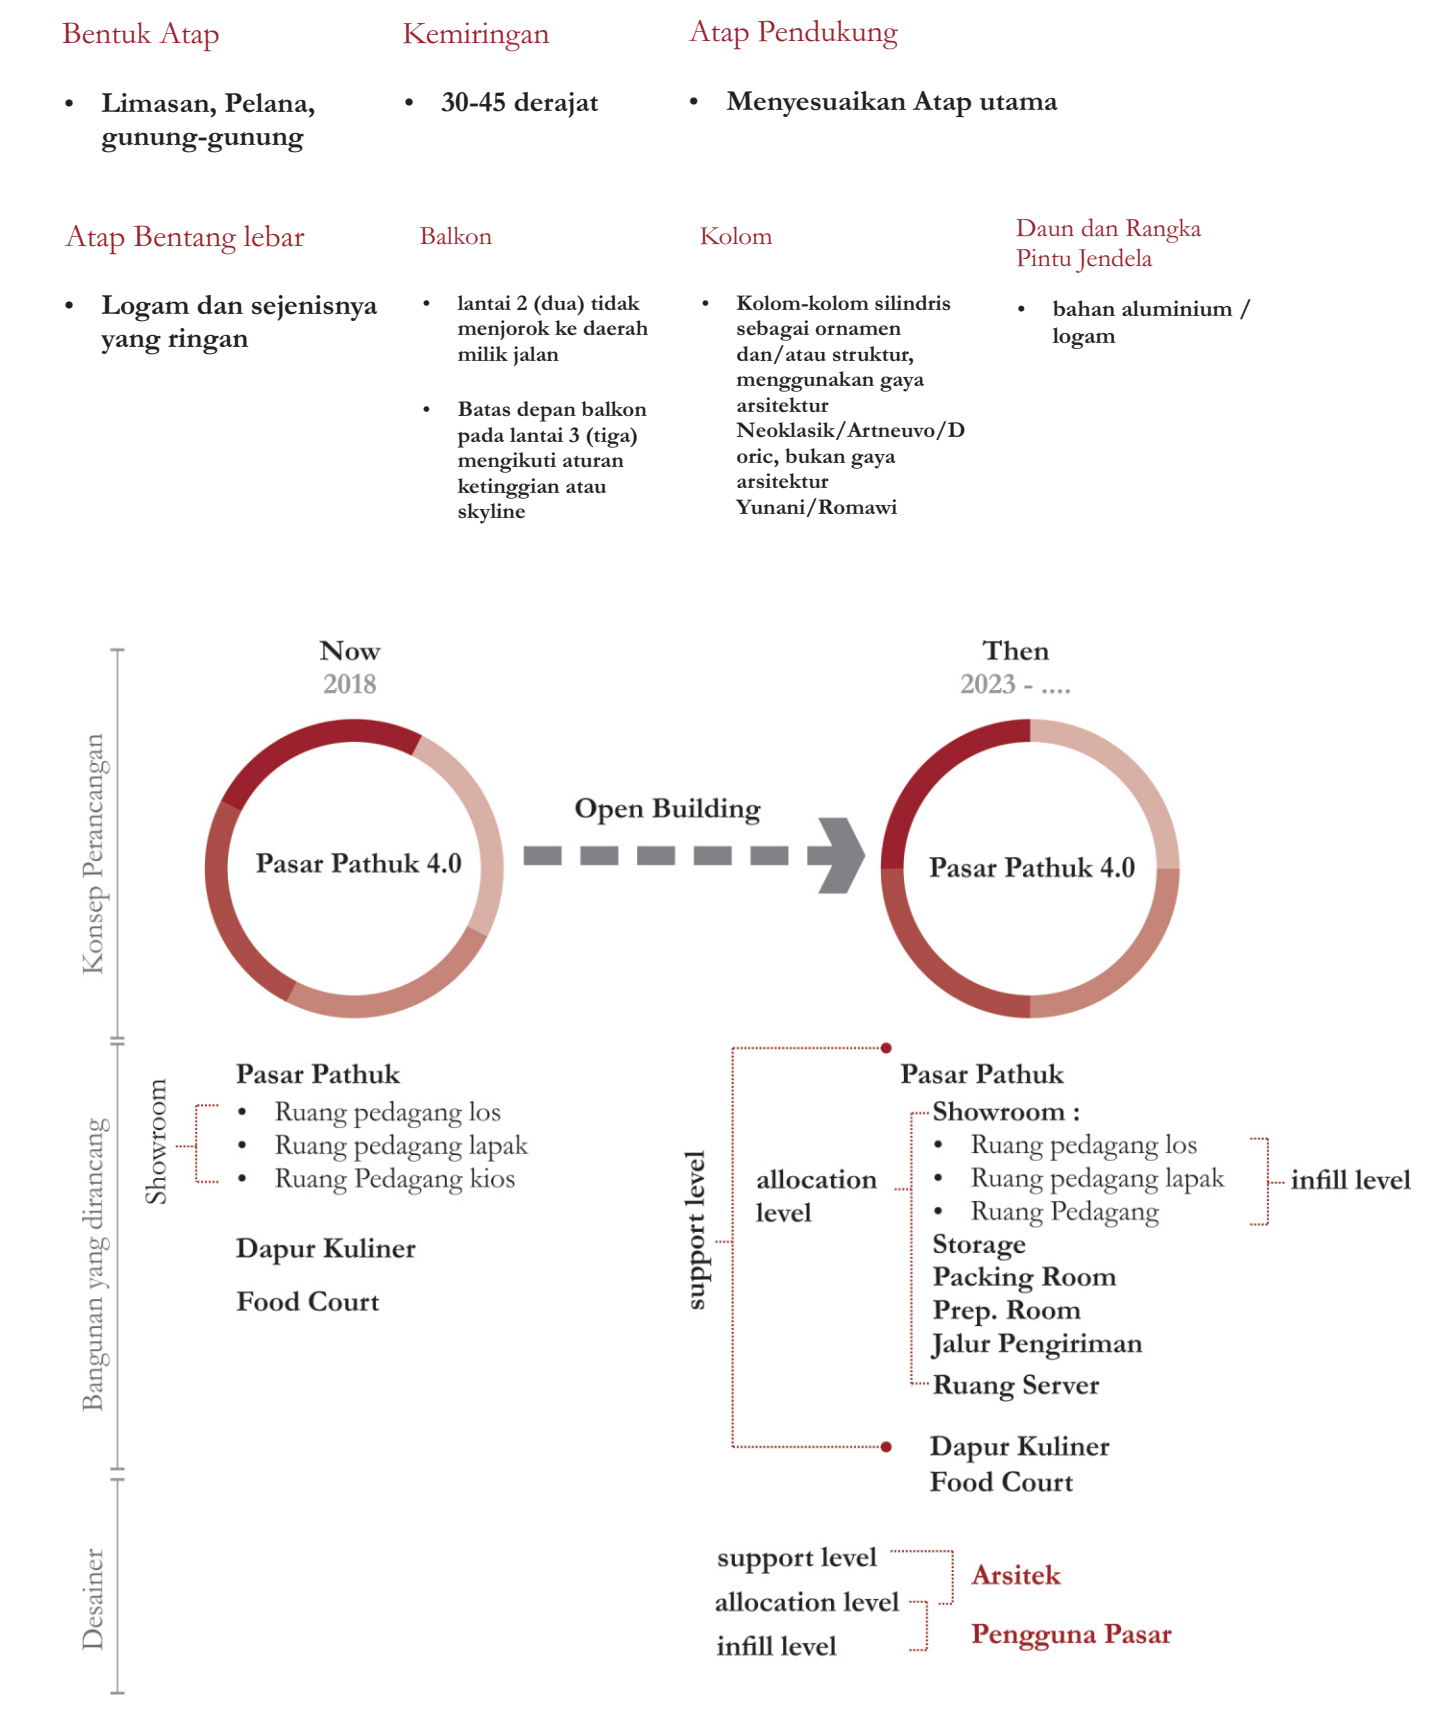 Bentuk Atap
• Limasan, Pelana,
gunung-gunung
Kemiringan
• 30-45 derajat
Atap Pendukung
• Menyesuaikan Atap utama
Atap Bentang lebar
• Logam dan sejenisnya
yang ringan
Balkon
• lantai 2 (dua) tidak
menjorok ke daerah
milik jalan
• Batas depan balkon
pada lantai 3 (tiga)
mengikuti aturan
ketinggian atau
skyline
Kolom
• Kolom-kolom silindris
sebagai ornamen
dan/atau struktur,
menggunakan gaya
arsitektur
Neoklasik/Artneuvo/D
oric, bukan gaya
arsitektur
Yunani/Romawi
Daun dan Rangka
Pintu Jendela
• bahan aluminium /
logam
Konsep Perancangan
Now
2018
Pasar Pathuk 4.0
Open Building
Then
2023 - ....
Pasar Pathuk 4.0
Bangunan yang dirancang
Showroom
Pasar Pathuk
• Ruang pedagang los
• Ruang pedagang lapak
• Ruang Pedagang kios
Dapur Kuliner
Food Court
support level
allocation
level
Pasar Pathuk
Showroom :
• Ruang pedagang los
• Ruang pedagang lapak
• Ruang Pedagang
infill level
Storage
Packing Room
Prep. Room
Jalur Pengiriman
Ruang Server
Dapur Kuliner
Food Court
Desainer
support level
allocation level
infill level
Arsitek
Pengguna Pasar